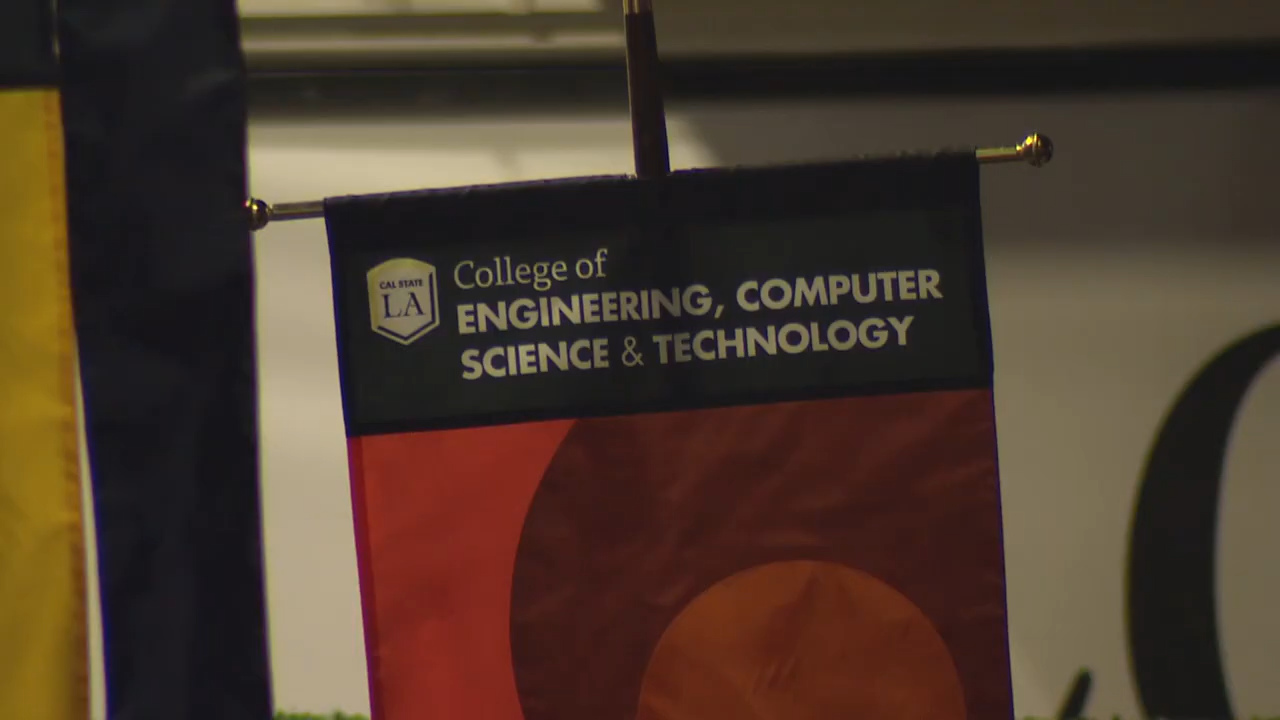 CAL STATE
LA
College of
ENGINEERING, COMPUTER
SCIENCE & TECHNOLOGY